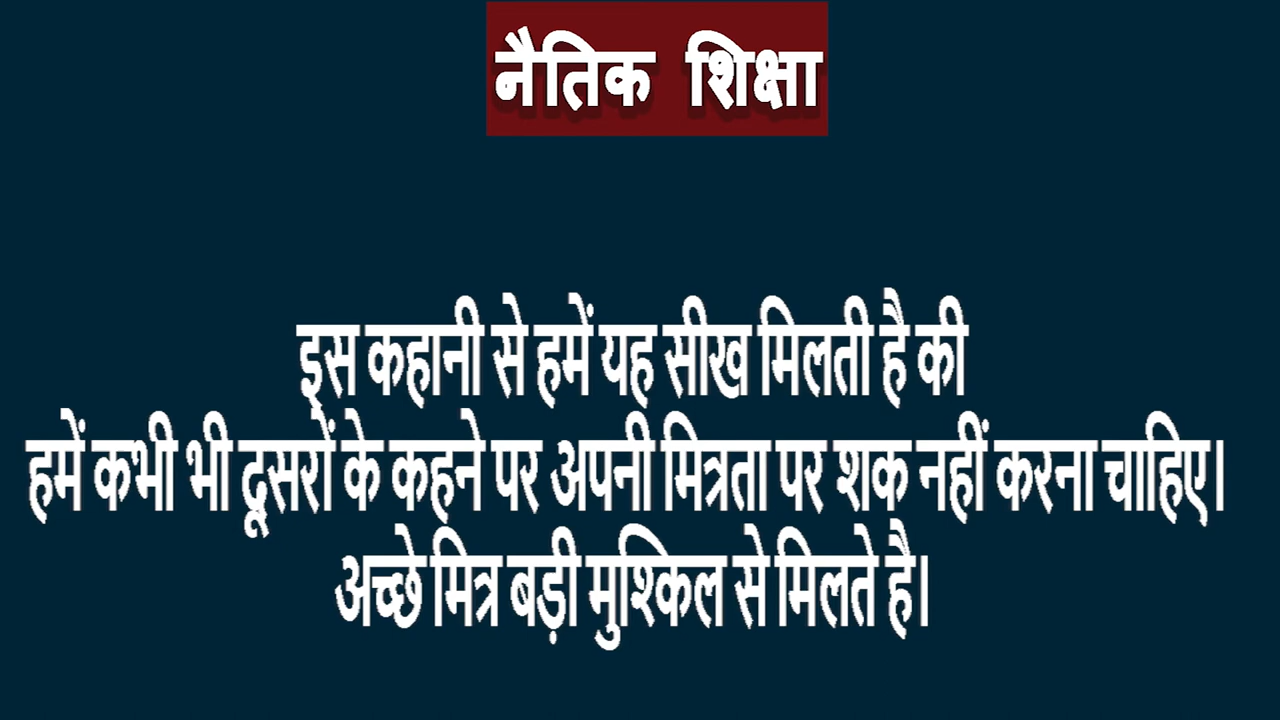 नैतिक शिक्षा
इस कहानी से हमें यह सीख मिलती है की
हमें कभी भी दूसरों के कहने पर अपनी मित्रता पर शक नहीं करना चाहिए।
अच्छे मित्र बड़ी मुश्किल से मिलते है।